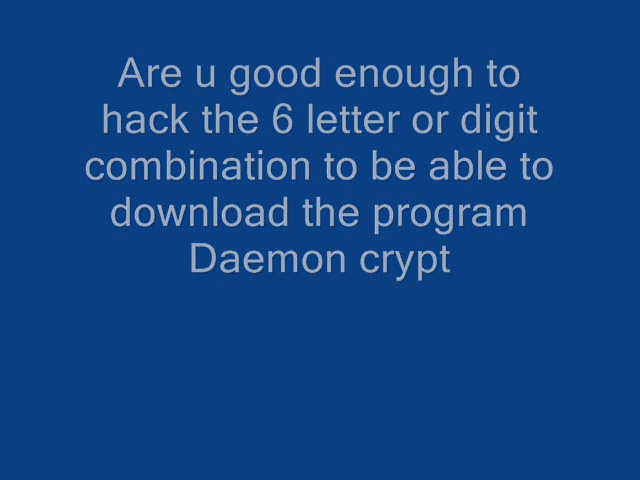 Are u good enough to
hack the 6 letter or digit
combination to be able to
download the program
Daemon crypt